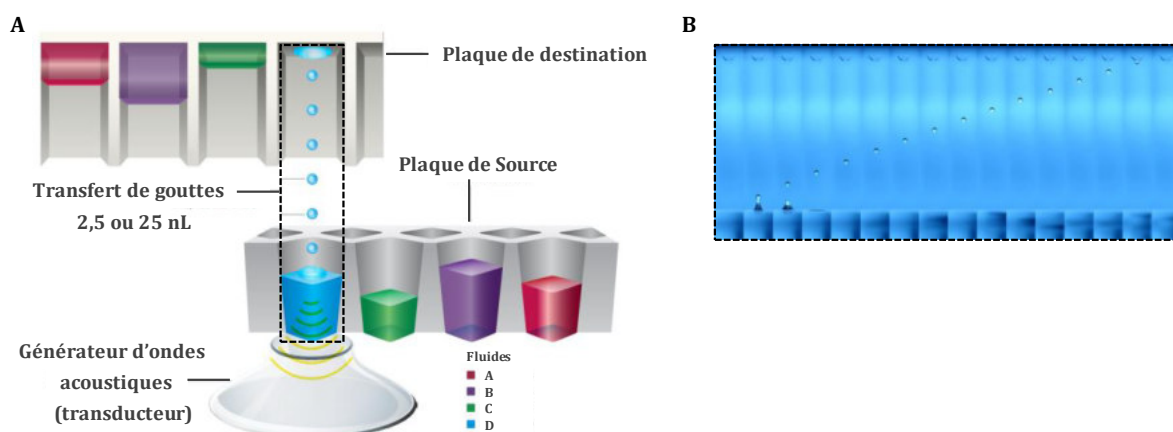 A
B
Plaque de destination
Plaque de Source
Transfert de gouttes
2,5 ou 25 nL
Générateur d’ondes
acoustiques
(transducteur)
Fluides
A
B
C
D